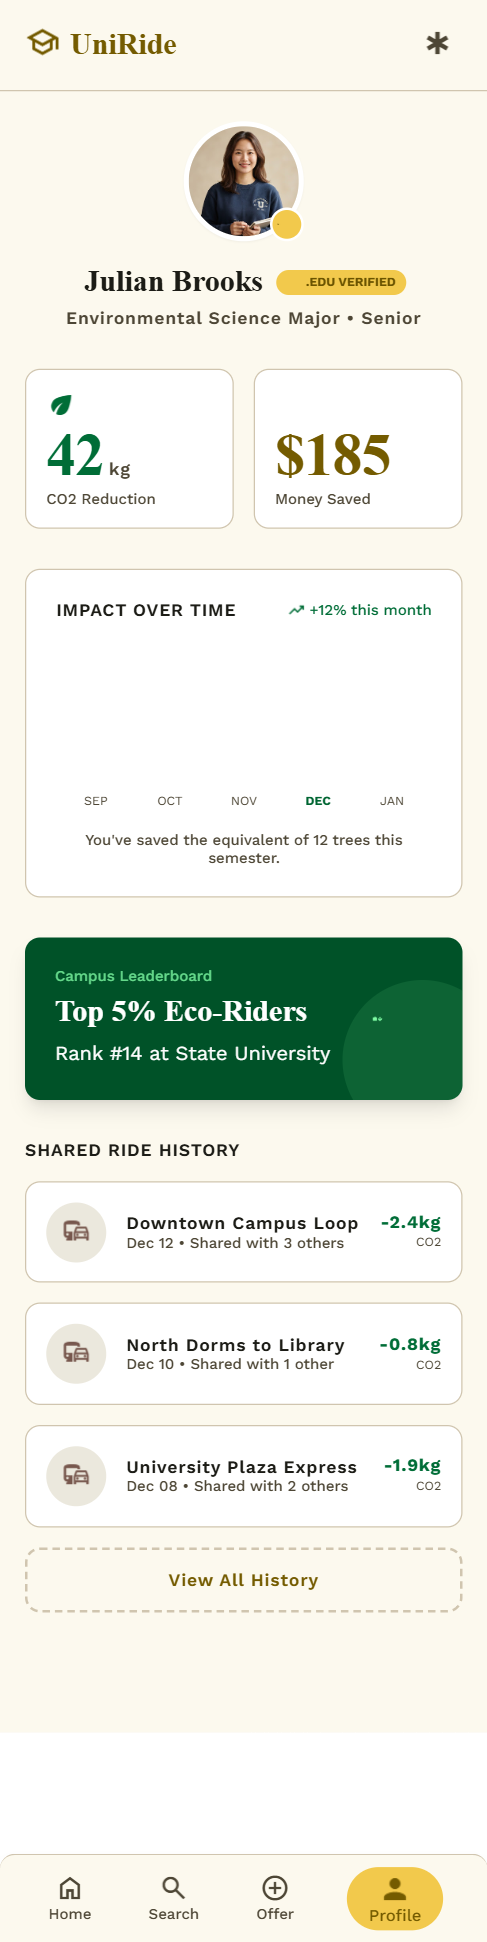 UniRide
Julian Brooks
.EDU VERIFIED
Environmental Science Major • Senior
42 kg
CO2 Reduction
$185
Money Saved
IMPACT OVER TIME
+12% this month
SEP OCT NOV DEC JAN
You've saved the equivalent of 12 trees this
semester.
Campus Leaderboard
Top 5% Eco-Riders
Rank #14 at State University
SHARED RIDE HISTORY
Downtown Campus Loop
Dec 12 • Shared with 3 others
-2.4kg
CO2
North Dorms to Library
Dec 10 • Shared with 1 other
-0.8kg
CO2
University Plaza Express
Dec 08 • Shared with 2 others
-1.9kg
CO2
View All History
Home
Search
Offer
Profile